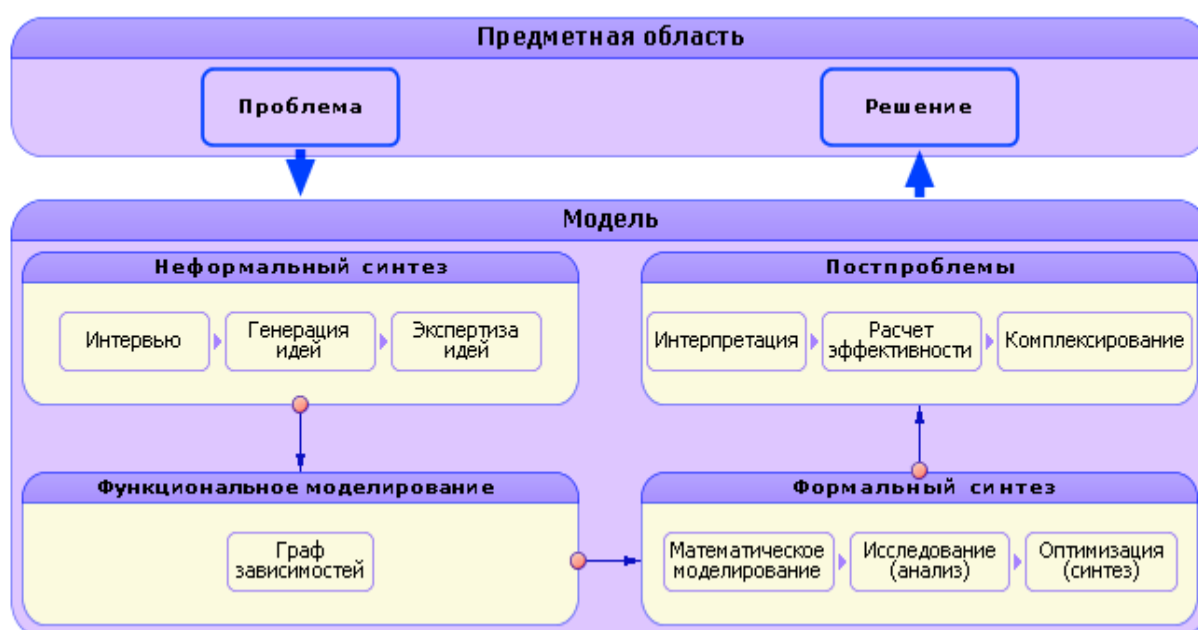 Предметная область
Проблема
Решение
Модель
Неформальный синтез
Интервью
Генерация
идей
Экспертиза
идей
Постпроблемы
Интерпретация
Расчет
эффективности
Комплексирование
Функциональное моделирование
Граф
зависимостей
Формальный синтез
Математическое
моделирование
Исследование
(анализ)
Оптимизация
(синтез)